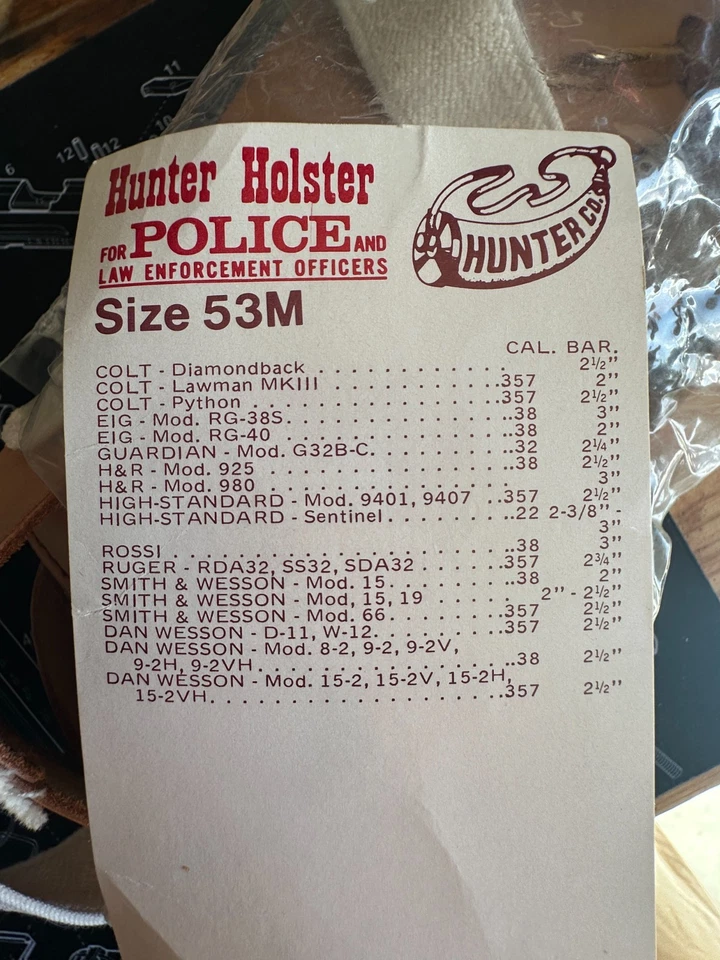 11
10
12 12
6
Hunter Holster
FOR POLICE AND
LAW ENFORCEMENT OFFICERS
HUNTER CO.
Size 53M
CAL. BAR.
COLT - Diamondback . . . . . . . . . . . . 2½"
COLT - Lawman MKIII . . . . . . . . . . .357 2"
COLT - Python . . . . . . . . . . . . . . . .357 2½"
EIG - Mod. RG-38S. . . . . . . . . . . . . .38 3"
EIG - Mod. RG-40 . . . . . . . . . . . . . .38 2"
GUARDIAN - Mod. G32B-C. . . . . . . . .32 2¼"
H&R - Mod. 925 . . . . . . . . . . . . . . .38 2½"
H&R - Mod. 980 . . . . . . . . . . . . . . . 3"
HIGH-STANDARD - Mod. 9401, 9407 . .357 2½"
HIGH-STANDARD - Sentinel . . . . . . . .22 2-3/8" -
3"
ROSSI . . . . . . . . . . . . . . . . . . . . .38 3"
RUGER - RDA32, SS32, SDA32 . . . . . .357 2¾"
SMITH & WESSON - Mod. 15. . . . . . . .38 2"
SMITH & WESSON - Mod, 15, 19 . . . . . 2" - 2½"
SMITH & WESSON - Mod. 66. . . . . . . .357 2½"
DAN WESSON - D-11, W-12. . . . . . . . .357 2½"
DAN WESSON - Mod. 8-2, 9-2, 9-2V,
9-2H, 9-2VH. . . . . . . . . . . . . . . .38 2½"
DAN WESSON - Mod. 15-2, 15-2V, 15-2H,
15-2VH. . . . . . . . . . . . . . . . . . .357 2½"
4